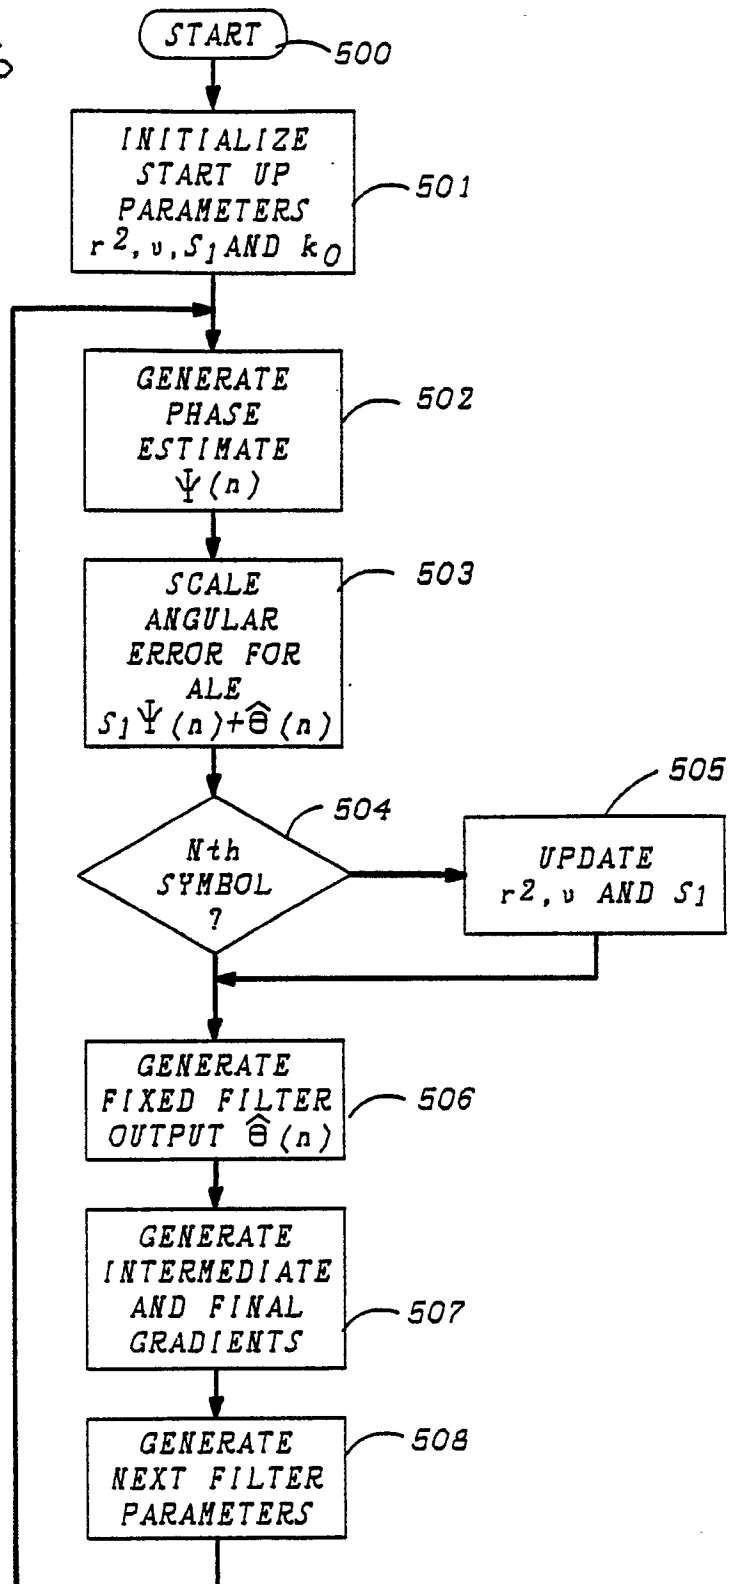 START
500
INITIALIZE
START UP
PARAMETERS
r², υ, S₁ AND k₀
501
GENERATE
PHASE
ESTIMATE
Ψ(n)
502
SCALE
ANGULAR
ERROR FOR
ALE
S₁Ψ(n)+θ̂(n)
503
Nth
SYMBOL
?
504
UPDATE
r², υ AND S₁
505
GENERATE
FIXED FILTER
OUTPUT θ̂(n)
506
GENERATE
INTERMEDIATE
AND FINAL
GRADIENTS
507
GENERATE
NEXT FILTER
PARAMETERS
508